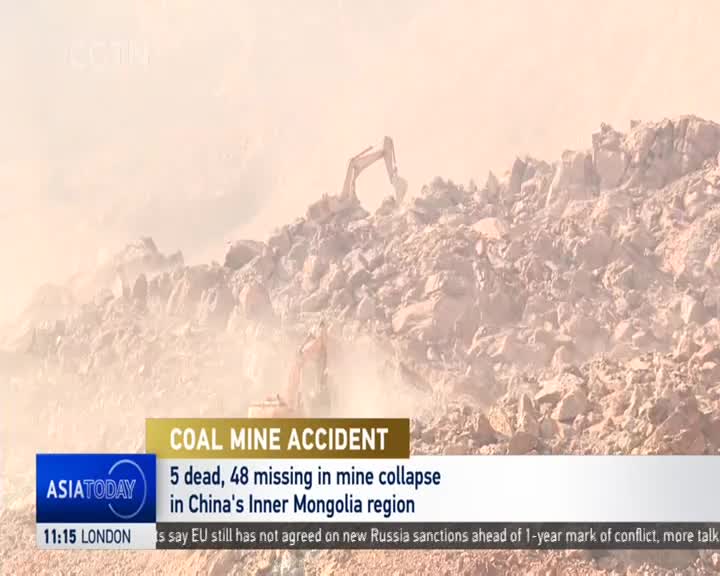 CGTN
COAL MINE ACCIDENT
5 dead, 48 missing in mine collapse
in China's Inner Mongolia region
ASIATODAY
11:15 LONDON
ts say EU still has not agreed on new Russia sanctions ahead of 1-year mark of conflict, more talk